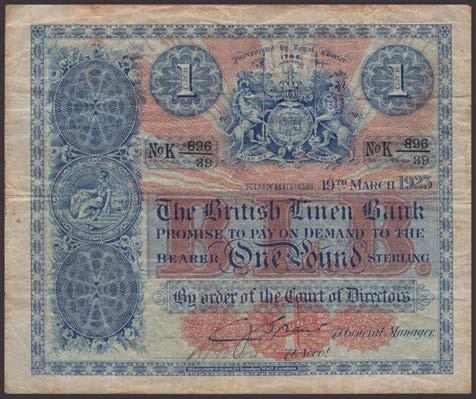 Incorporated by Royal Charter
1746.
1 1
No K 896/39 No K 896/39
EDINBURGH 19TH MARCH 1923
The British Linen Bank
PROMISE TO PAY ON DEMAND TO THE
BEARER One Pound STERLING
By order of the Court of Directors
General Manager.